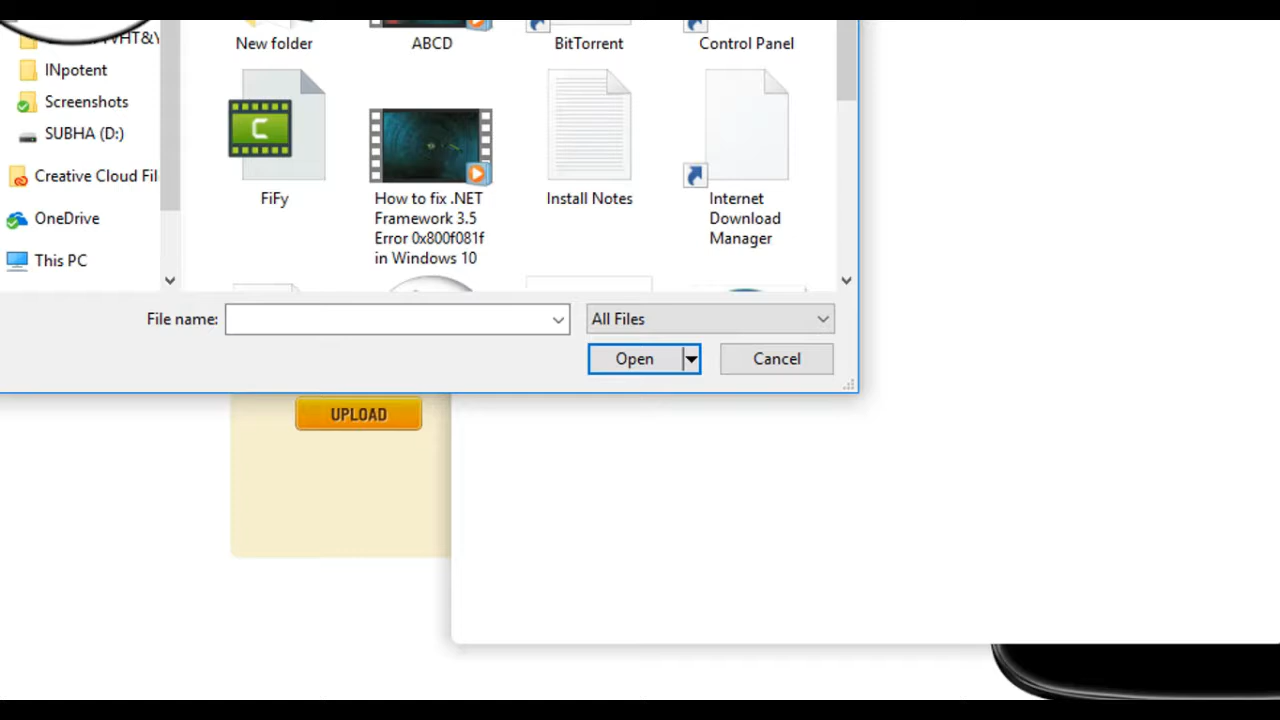 New folder
ABCD
BitTorrent
Control Panel
INpotent
Screenshots
SUBHA (D:)
Creative Cloud Fil
OneDrive
This PC
C
FiFy
How to fix .NET
Framework 3.5
Error 0x800f081f
in Windows 10
Install Notes
Internet
Download
Manager
File name:
All Files
Open
Cancel
UPLOAD